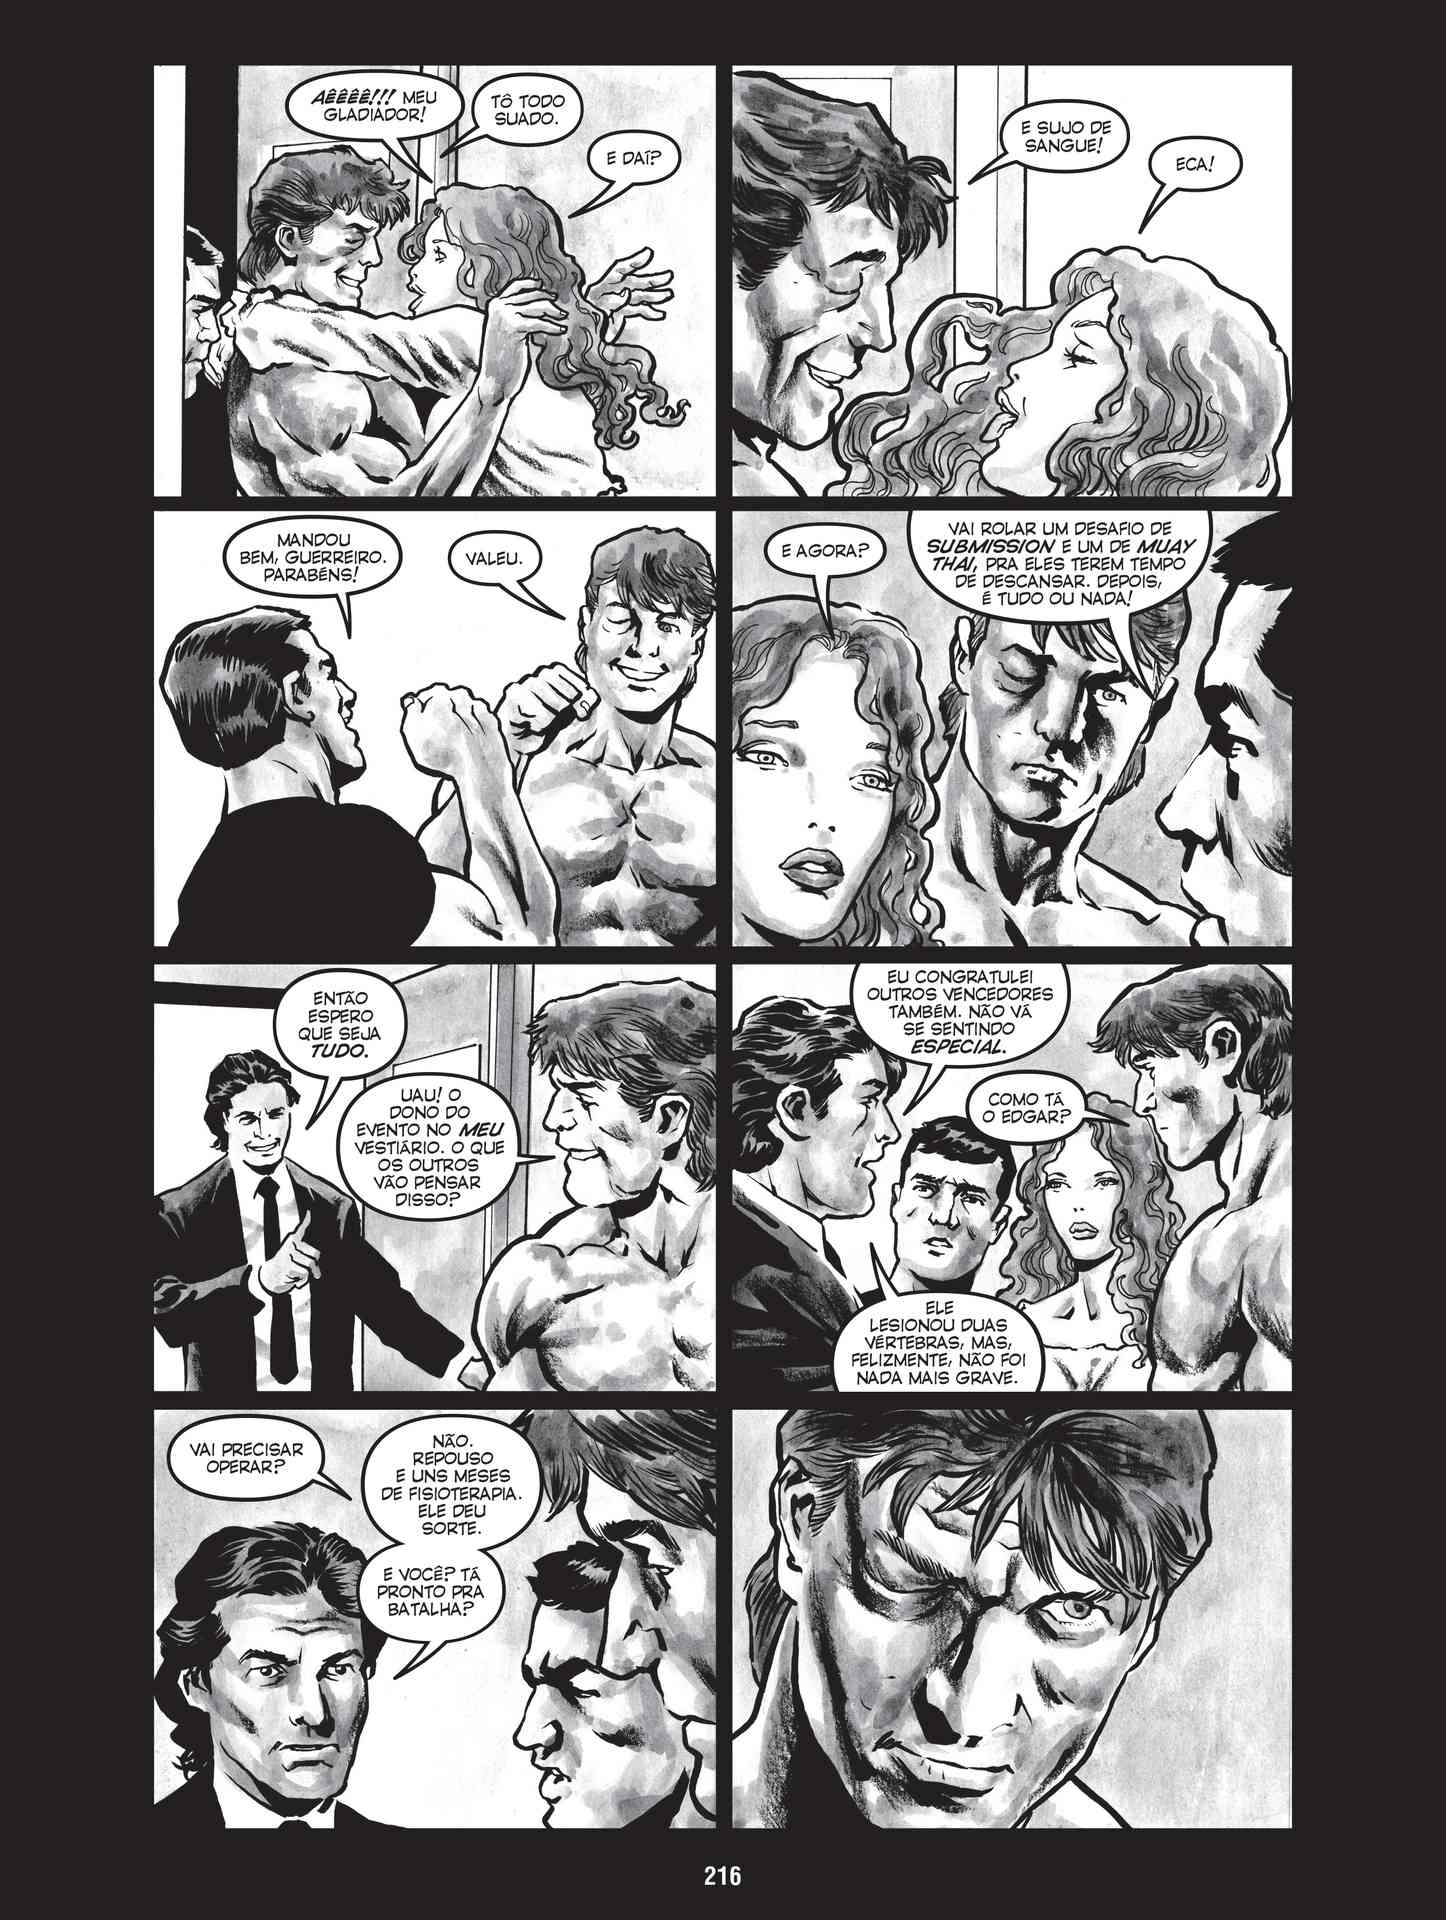 AÊÊÊÊ!!! MEU
GLADIADOR!
TÔ TODO
SUADO.
E DAÍ?
E SUJO DE
SANGUE!
ECA!
MANDOU
BEM, GUERREIRO.
PARABÉNS!
VALEU.
E AGORA?
VAI ROLAR UM DESAFIO DE
SUBMISSION E UM DE MUAY
THAI, PRA ELES TEREM TEMPO
DE DESCANSAR. DEPOIS,
É TUDO OU NADA!
ENTÃO
ESPERO
QUE SEJA
TUDO.
UAU! O
DONO DO
EVENTO NO MEU
VESTIÁRIO. O QUE
OS OUTROS
VÃO PENSAR
DISSO?
EU CONGRATULEI
OUTROS VENCEDORES
TAMBÉM. NÃO VÁ
SE SENTINDO
ESPECIAL.
COMO TÁ
O EDGAR?
ELE
LESIONOU DUAS
VÉRTEBRAS, MAS,
FELIZMENTE, NÃO FOI
NADA MAIS GRAVE.
VAI PRECISAR
OPERAR?
NÃO.
REPOUSO
E UNS MESES
DE FISIOTERAPIA.
ELE DEU
SORTE.
E VOCÊ? TÁ
PRONTO PRA
BATALHA?
216